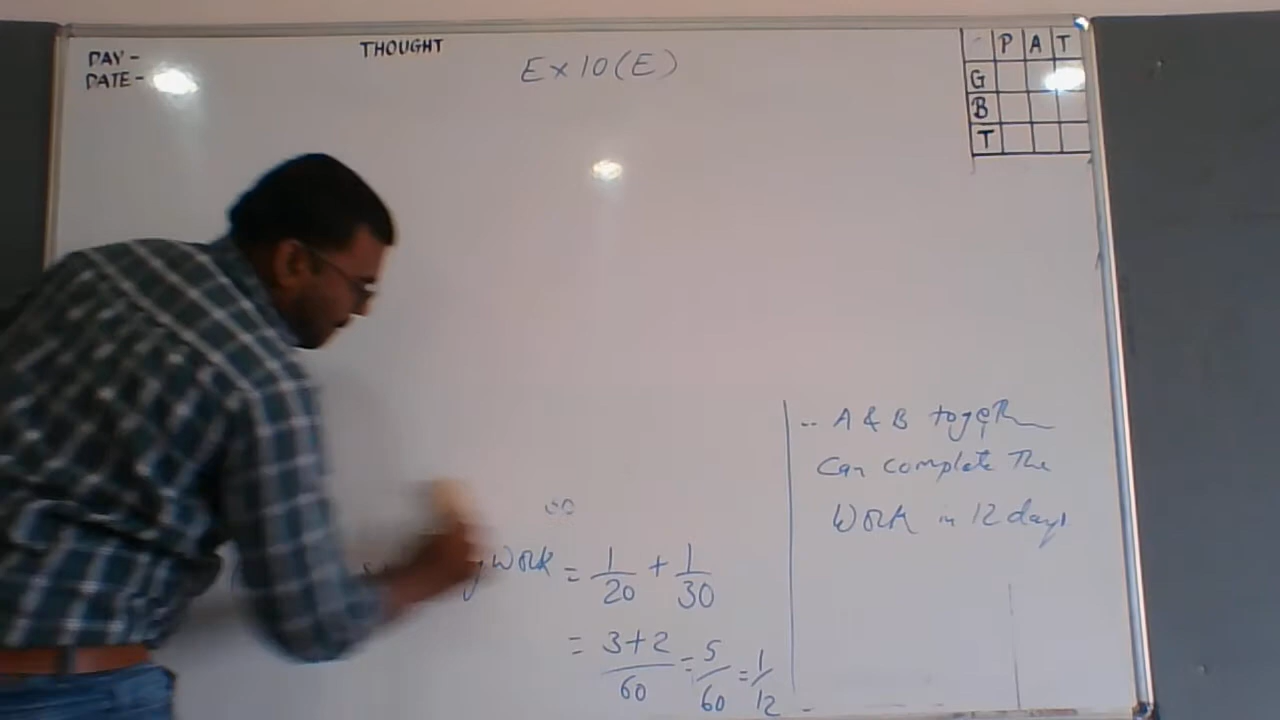 DAY -
DATE -
THOUGHT
Ex 10(E)
P A T
G
B
T
Work = 1/20 + 1/30
= 3+2/60 = 5/60 = 1/12
A & B together
Can complete The
Work in 12 days